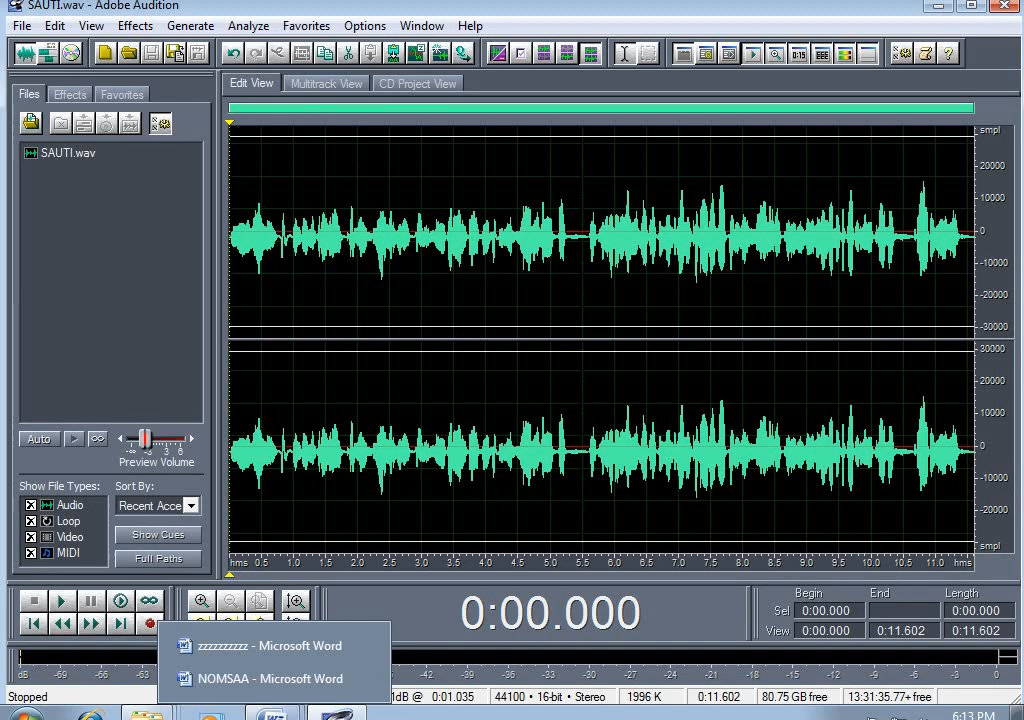 SAUTI.wav - Adobe Audition
File Edit View Effects Generate Analyze Favorites Options Window Help
Files Effects Favorites
Edit View Multitrack View CD Project View
SAUTI.wav
smpl
20000
10000
0
-10000
-20000
-30000
30000
20000
10000
0
-10000
-20000
smpl
hms 0.5 1.0 1.5 2.0 2.5 3.0 3.5 4.0 4.5 5.0 5.5 6.0 6.5 7.0 7.5 8.0 8.5 9.0 9.5 10.0 10.5 11.0 hms
Auto
-∞ -3 3 6
Preview Volume
Show File Types: Sort By:
Audio Recent Acce
Loop
Video Show Cues
MIDI Full Paths
0:00.000
Begin End Length
Sel 0:00.000 0:00.000
View 0:00.000 0:11.602 0:11.602
zzzzzzzzzz - Microsoft Word
NOMSAA - Microsoft Word
dB -69 -66 -63 -42 -39 -36 -33 -30 -27 -24 -21 -18 -15 -12 -9 -6 -3 0
Stopped 1dB @ 0:01.035 44100 • 16-bit • Stereo 1996 K 0:11.602 80.75 GB free 13:31:35.77+ free
6:13 PM